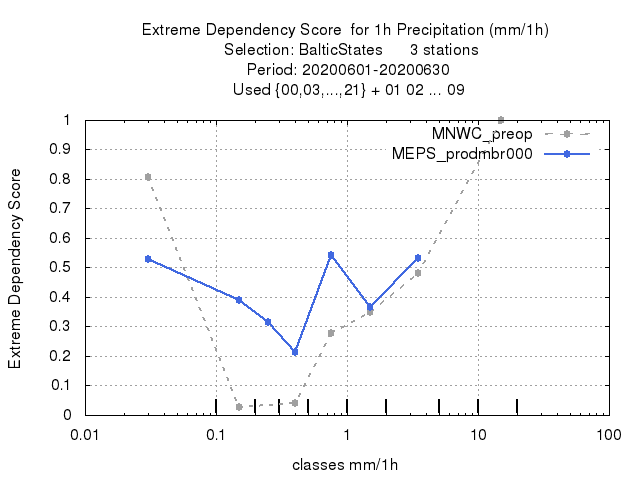 Extreme Dependency Score  for 1h Precipitation (mm/1h)
Selection: BalticStates      3 stations
Period: 20200601-20200630
Used {00,03,...,21} + 01 02 ... 09
MNWC_preop
MEPS_prodmbr000
Extreme Dependency Score
1
0.9
0.8
0.7
0.6
0.5
0.4
0.3
0.2
0.1
0
0.01 0.1 1 10 100
classes mm/1h